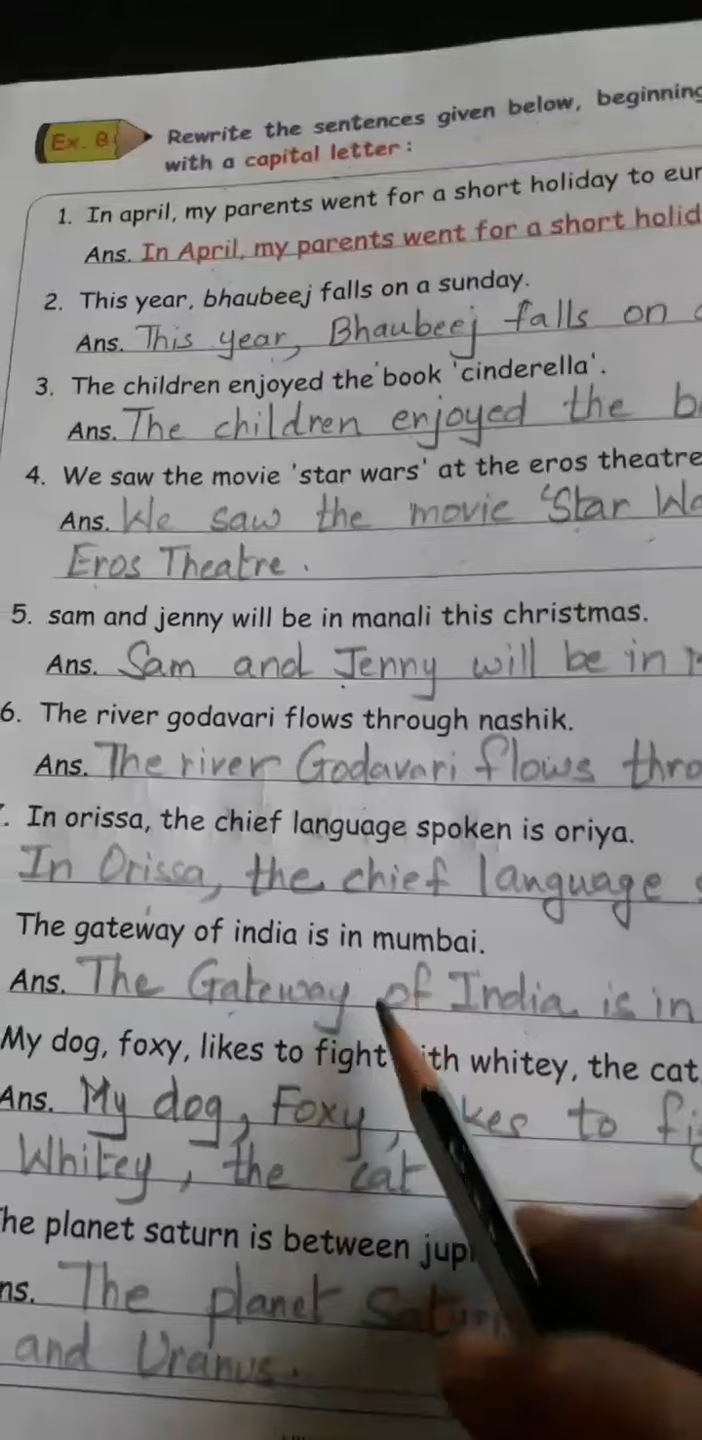 Ex. B Rewrite the sentences given below, beginning
with a capital letter :
1. In april, my parents went for a short holiday to eur
Ans. In April, my parents went for a short holid
2. This year, bhaubeej falls on a sunday.
Ans. This year, Bhaubeej falls on
3. The children enjoyed the book 'cinderella'.
Ans. The children enjoyed the
4. We saw the movie 'star wars' at the eros theatre
Ans. We saw the movie 'Star
Eros Theatre.
5. sam and jenny will be in manali this christmas.
Ans. Sam and Jenny will be in
6. The river godavari flows through nashik.
Ans. The river Godavari flows thro
. In orissa, the chief language spoken is oriya.
In Orissa, the chief language
The gateway of india is in mumbai.
Ans. The Gateway of India is in
My dog, foxy, likes to fight ith whitey, the cat
Ans. My dog, Foxy, kes to fi
Whitey, the cat
he planet saturn is between jup
ns. The planet Satur
and Uranus.